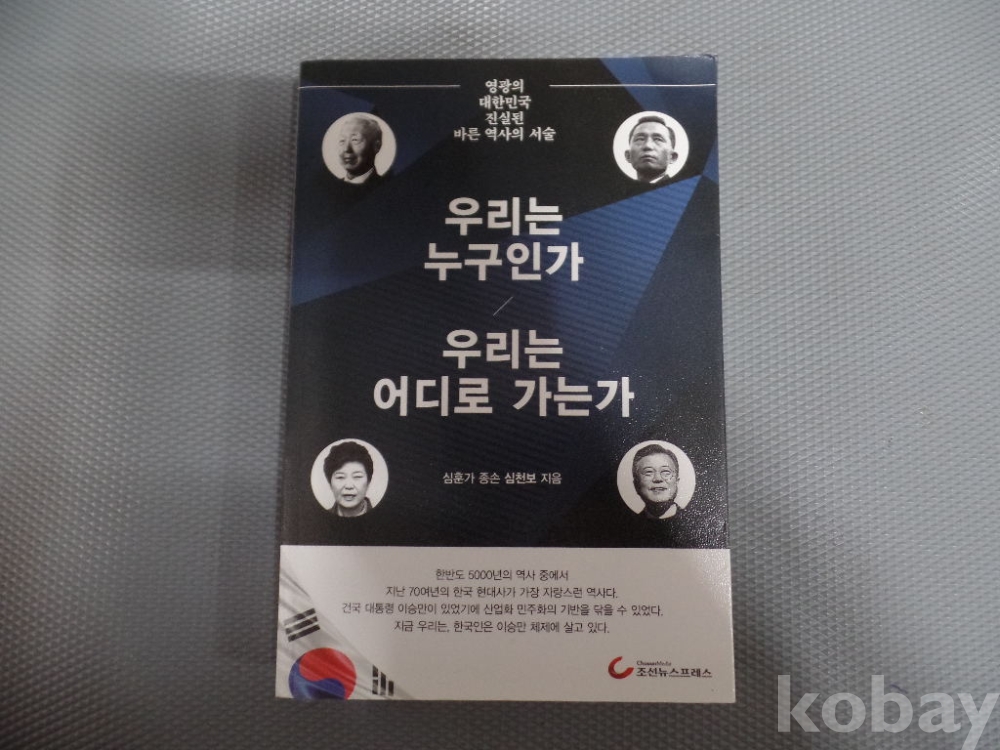 영광의
대한민국
진실된
바른 역사의 서술
우리는
누구인가
우리는
어디로 가는가
심훈가 종손 심천보 지음
한반도 5000년의 역사 중에서
지난 70여년의 한국 현대사가 가장 자랑스런 역사다.
건국 대통령 이승만이 있었기에 산업화 민주화의 기반을 닦을 수 있었다.
지금 우리는, 한국인은 이승만 체제에 살고 있다.
ChosunMedia
조선뉴스프레스
kobay